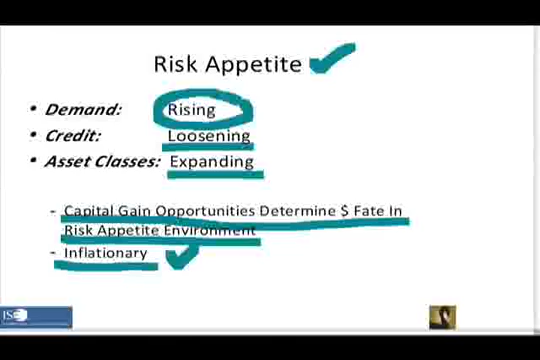 Risk Appetite
• Demand: Rising
• Credit: Loosening
• Asset Classes: Expanding
- Capital Gain Opportunities Determine $ Fate In
Risk Appetite Environment
- Inflationary